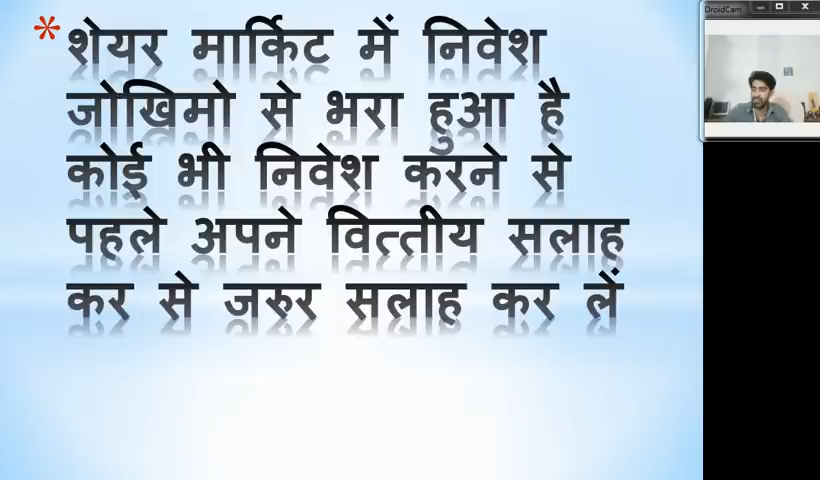 * शेयर मार्किट में निवेश
जोखिमो से भरा हुआ है
कोई भी निवेश करने से
पहले अपने वित्तीय सलाह
कर से जरुर सलाह कर लें
DroidCam